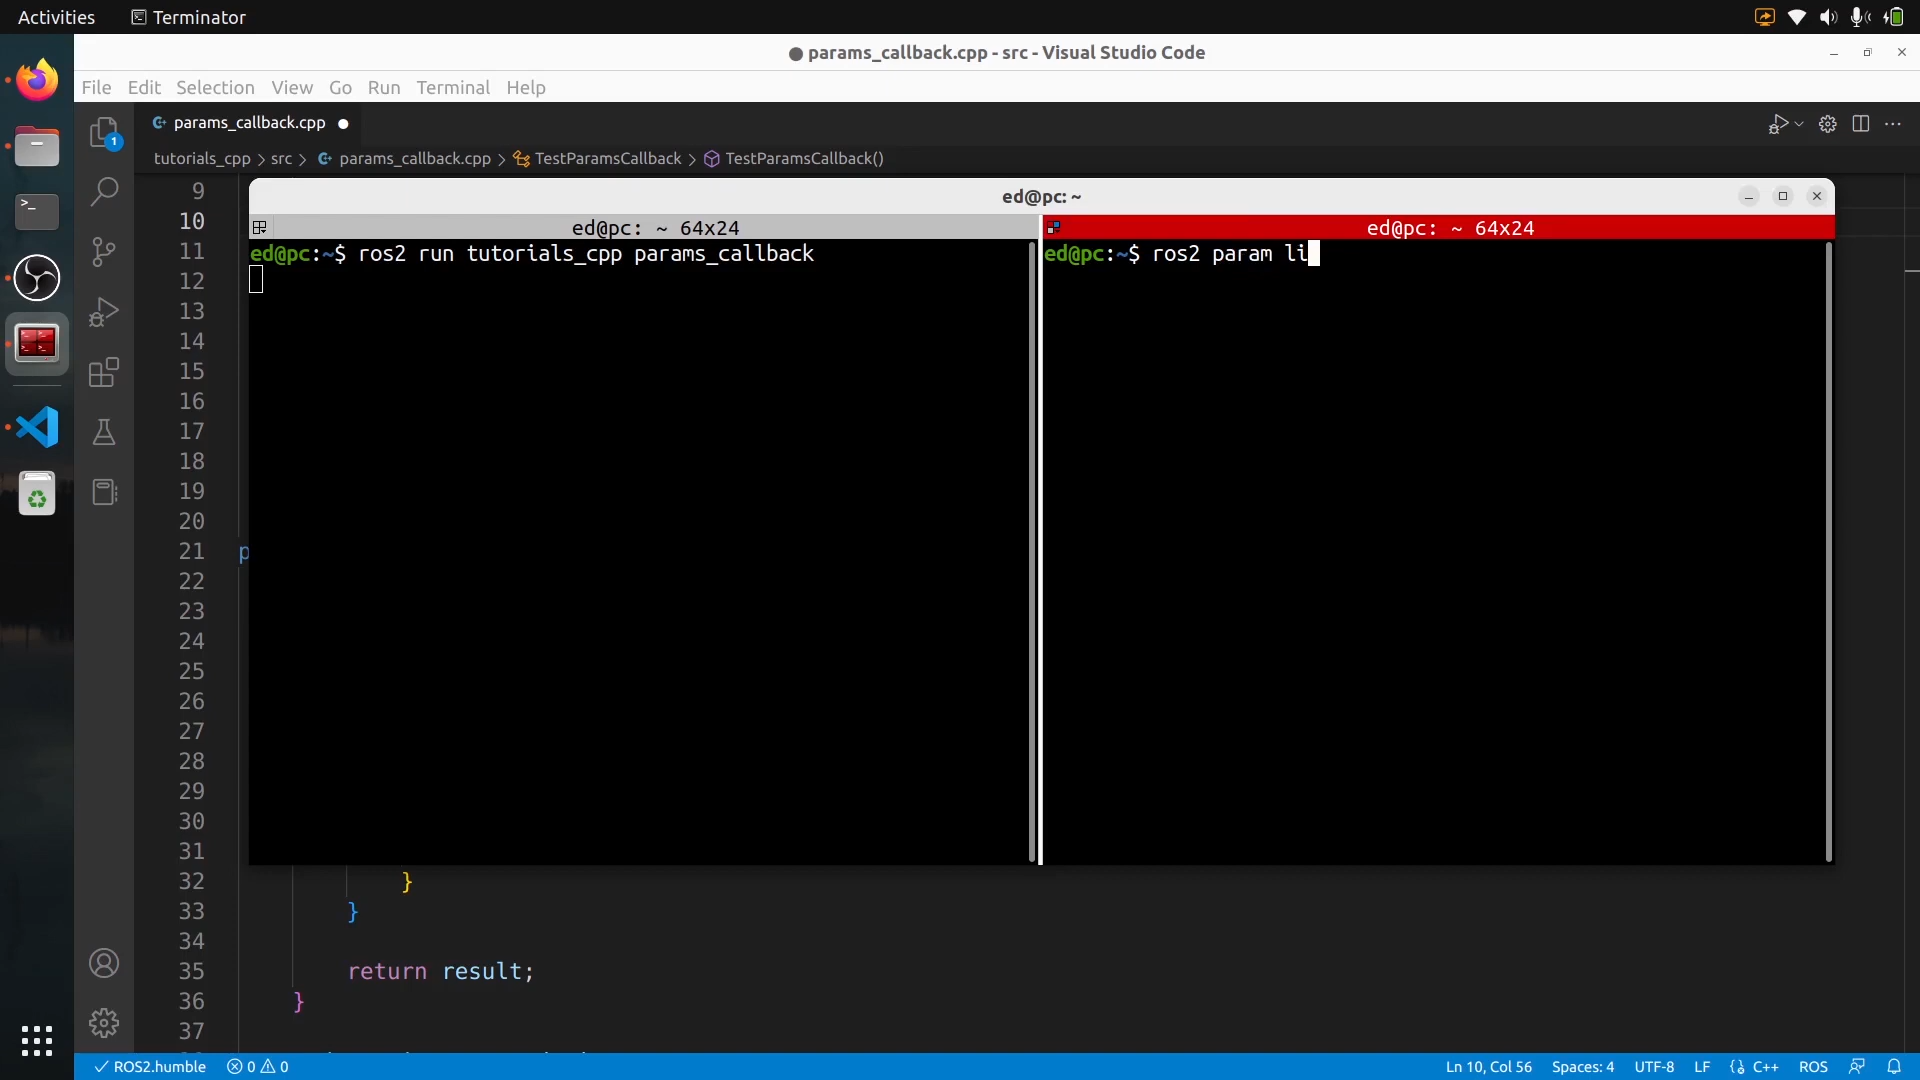 Activities
Terminator
params_callback.cpp - src - Visual Studio Code
File Edit Selection View Go Run Terminal Help
1
params_callback.cpp
tutorials_cpp > src > params_callback.cpp > TestParamsCallback > TestParamsCallback()
ed@pc: ~
ed@pc: ~ 64x24
ed@pc:~$ ros2 run tutorials_cpp params_callback
ed@pc: ~ 64x24
ed@pc:~$ ros2 param li
9
10
11
12
13
14
15
16
17
18
19
20
21 p
22
23
24
25
26
27
28
29
30
31
32 }
33 }
34
35 return result;
36 }
37
ROS2.humble 0 0 Ln 10, Col 56 Spaces: 4 UTF-8 LF {} C++ ROS